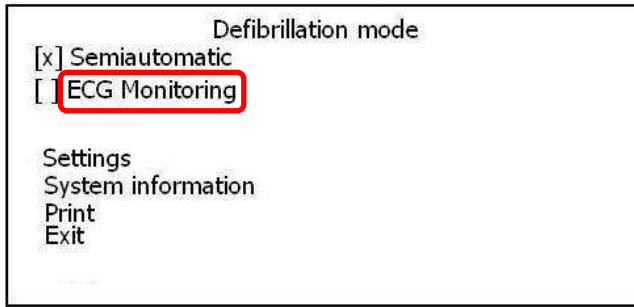 Defibrillation mode
[x] Semiautomatic
[ ] ECG Monitoring
Settings
System information
Print
Exit